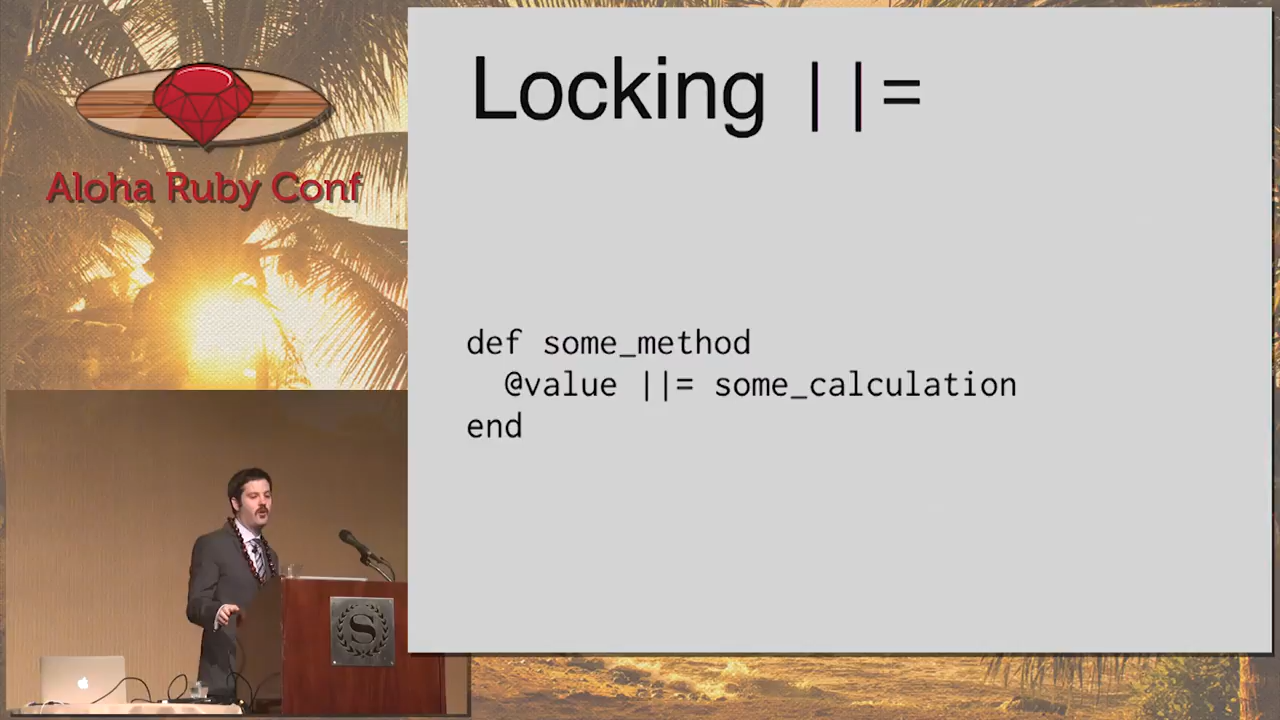 Locking ||=
Aloha Ruby Conf
def some_method
  @value ||= some_calculation
end
S